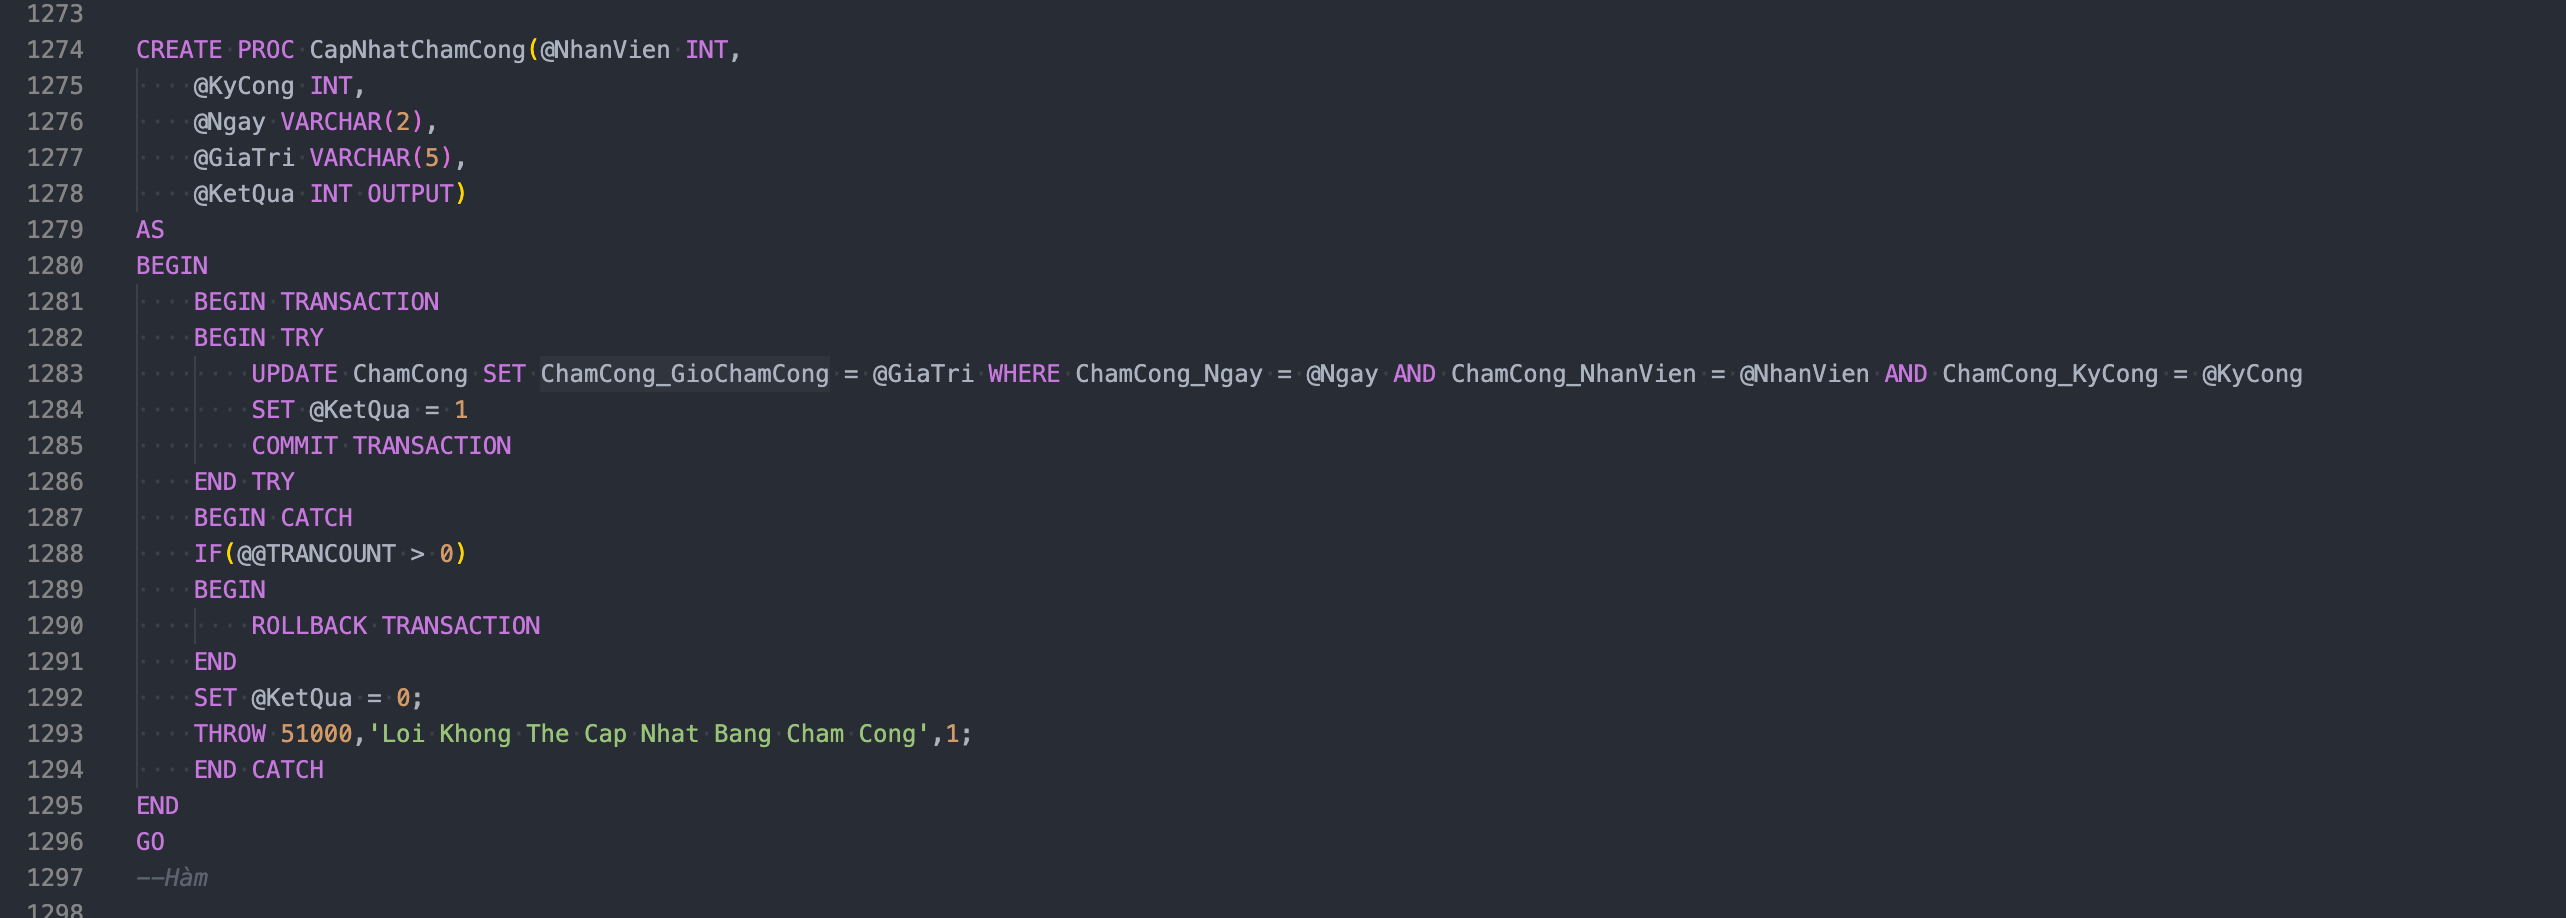 1273
1274 CREATE PROC CapNhatChamCong(@NhanVien INT,
1275     @KyCong INT,
1276     @Ngay VARCHAR(2),
1277     @GiaTri VARCHAR(5),
1278     @KetQua INT OUTPUT)
1279 AS
1280 BEGIN
1281     BEGIN TRANSACTION
1282     BEGIN TRY
1283         UPDATE ChamCong SET ChamCong_GioChamCong = @GiaTri WHERE ChamCong_Ngay = @Ngay AND ChamCong_NhanVien = @NhanVien AND ChamCong_KyCong = @KyCong
1284         SET @KetQua = 1
1285         COMMIT TRANSACTION
1286     END TRY
1287     BEGIN CATCH
1288     IF(@@TRANCOUNT > 0)
1289     BEGIN
1290         ROLLBACK TRANSACTION
1291     END
1292     SET @KetQua = 0;
1293     THROW 51000,'Loi Khong The Cap Nhat Bang Cham Cong',1;
1294     END CATCH
1295 END
1296 GO
1297 --Hàm
1298